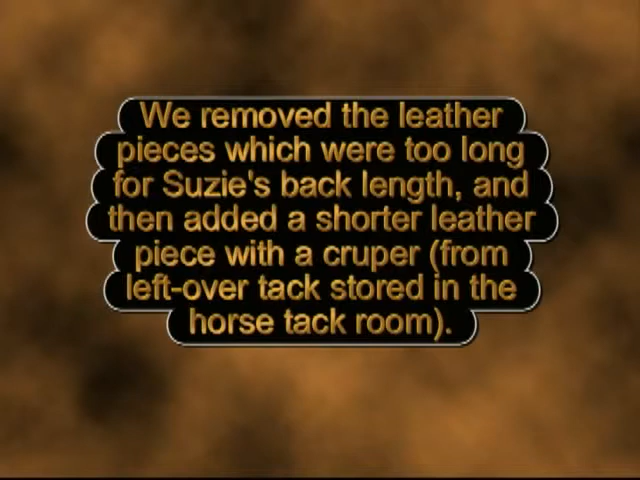 We removed the leather
pieces which were too long
for Suzie's back length, and
then added a shorter leather
piece with a cruper (from
left-over tack stored in the
horse tack room).